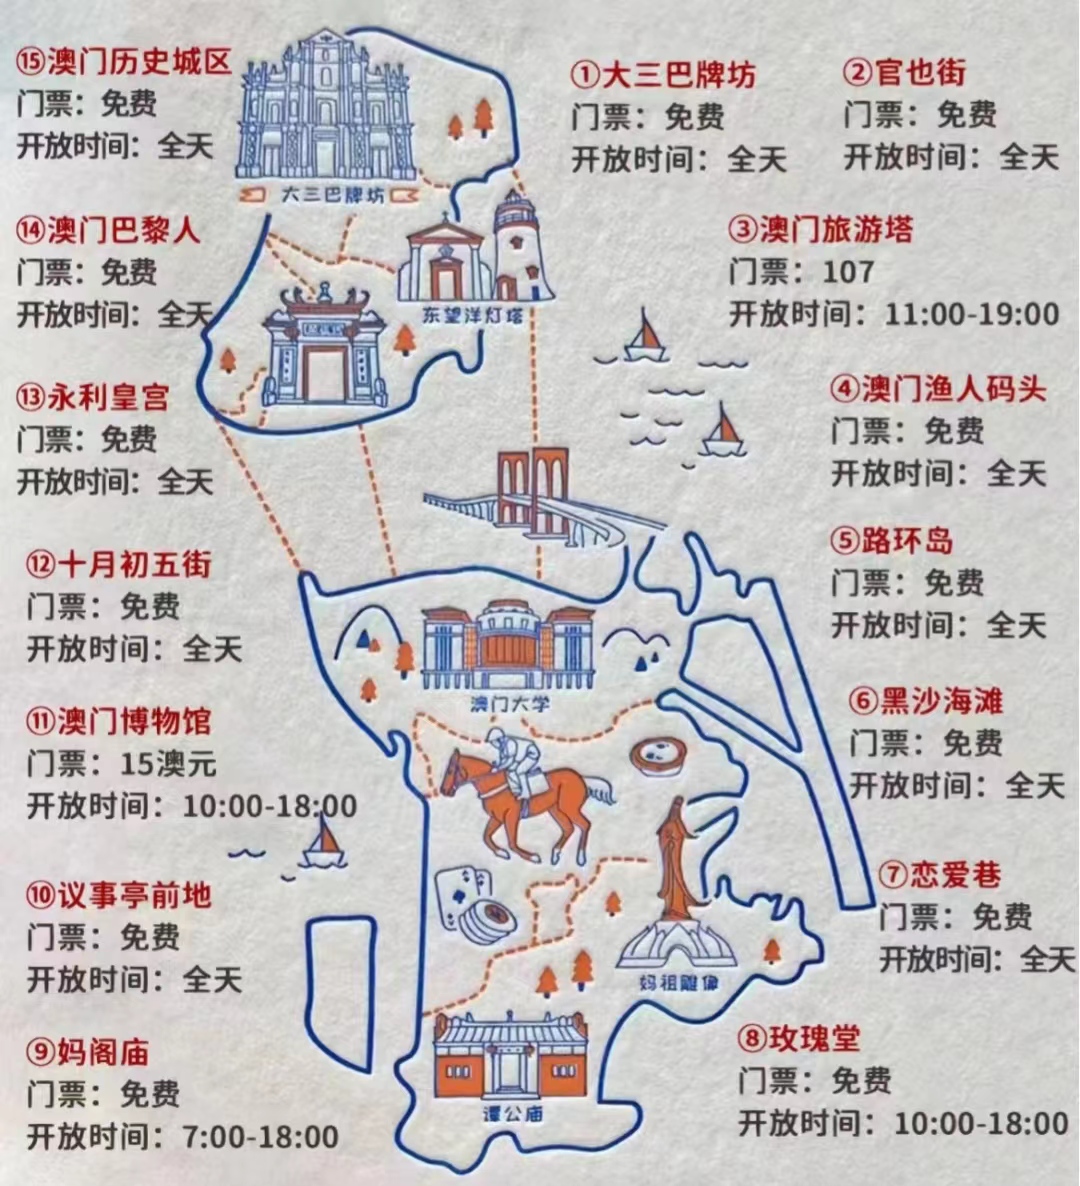 ⑮澳门历史城区
门票：免费
开放时间：全天
①大三巴牌坊
门票：免费
开放时间：全天
②官也街
门票：免费
开放时间：全天
大三巴牌坊
⑭澳门巴黎人
门票：免费
开放时间：全天
③澳门旅游塔
门票：107
开放时间：11:00-19:00
东望洋灯塔
⑬永利皇宫
门票：免费
开放时间：全天
④澳门渔人码头
门票：免费
开放时间：全天
⑤路环岛
门票：免费
开放时间：全天
⑫十月初五街
门票：免费
开放时间：全天
澳门大学
⑥黑沙海滩
门票：免费
开放时间：全天
⑪澳门博物馆
门票：15澳元
开放时间：10:00-18:00
⑦恋爱巷
门票：免费
开放时间：全天
⑩议事亭前地
门票：免费
开放时间：全天
妈祖雕像
⑨妈阁庙
门票：免费
开放时间：7:00-18:00
⑧玫瑰堂
门票：免费
开放时间：10:00-18:00
谭公庙